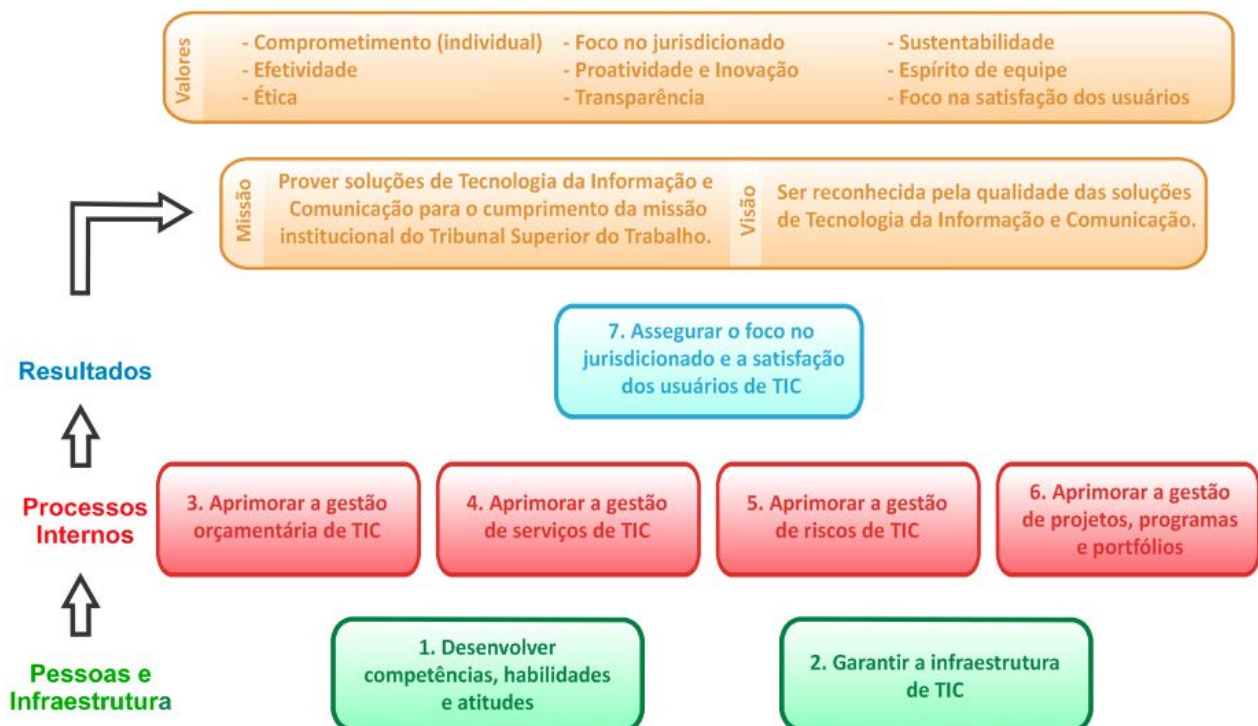 Valores
- Comprometimento (individual)
- Efetividade
- Ética
- Foco no jurisdicionado
- Proatividade e Inovação
- Transparência
- Sustentabilidade
- Espírito de equipe
- Foco na satisfação dos usuários
Missão
Prover soluções de Tecnologia da Informação e
Comunicação para o cumprimento da missão
institucional do Tribunal Superior do Trabalho.
Visão
Ser reconhecida pela qualidade das soluções
de Tecnologia da Informação e Comunicação.
Resultados
7. Assegurar o foco no
jurisdicionado e a satisfação
dos usuários de TIC
Processos
Internos
3. Aprimorar a gestão
orçamentária de TIC
4. Aprimorar a gestão
de serviços de TIC
5. Aprimorar a gestão
de riscos de TIC
6. Aprimorar a gestão
de projetos, programas
e portfólios
Pessoas e
Infraestrutura
1. Desenvolver
competências, habilidades
e atitudes
2. Garantir a infraestrutura
de TIC